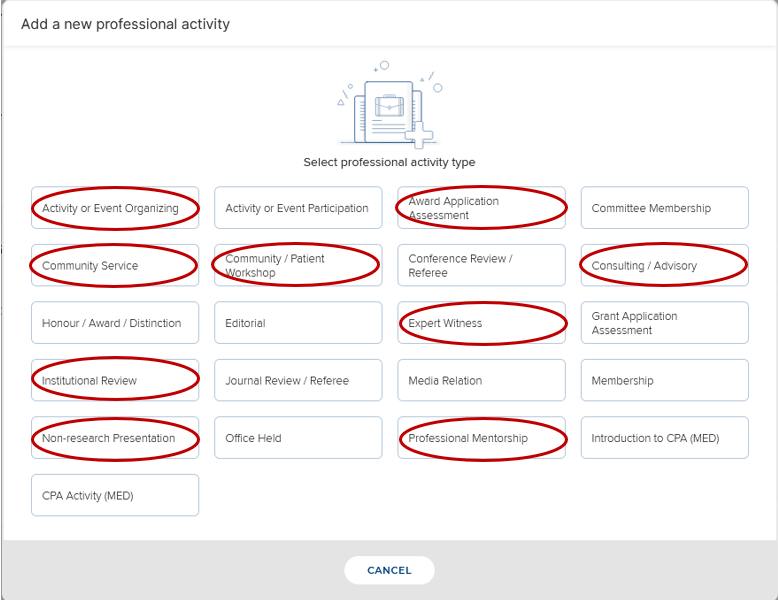 Add a new professional activity
Select professional activity type
Activity or Event Organizing
Activity or Event Participation
Award Application
Assessment
Committee Membership
Community Service
Community / Patient
Workshop
Conference Review /
Referee
Consulting / Advisory
Honour / Award / Distinction
Editorial
Expert Witness
Grant Application
Assessment
Institutional Review
Journal Review / Referee
Media Relation
Membership
Non-research Presentation
Office Held
Professional Mentorship
Introduction to CPA (MED)
CPA Activity (MED)
CANCEL